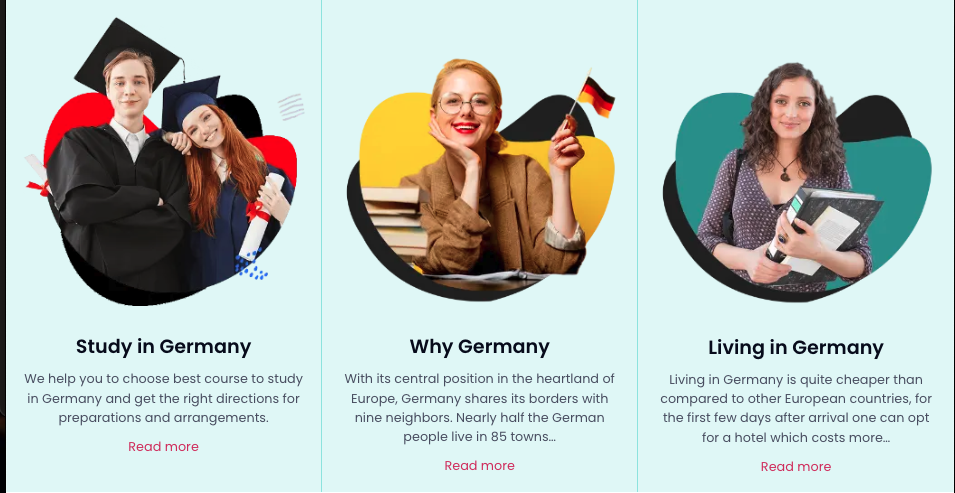 Study in Germany
We help you to choose best course to study
in Germany and get the right directions for
preparations and arrangements.
Read more
Why Germany
With its central position in the heartland of
Europe, Germany shares its borders with
nine neighbors. Nearly half the German
people live in 85 towns...
Read more
Living in Germany
Living in Germany is quite cheaper than
compared to other European countries, for
the first few days after arrival one can opt
for a hotel which costs more...
Read more